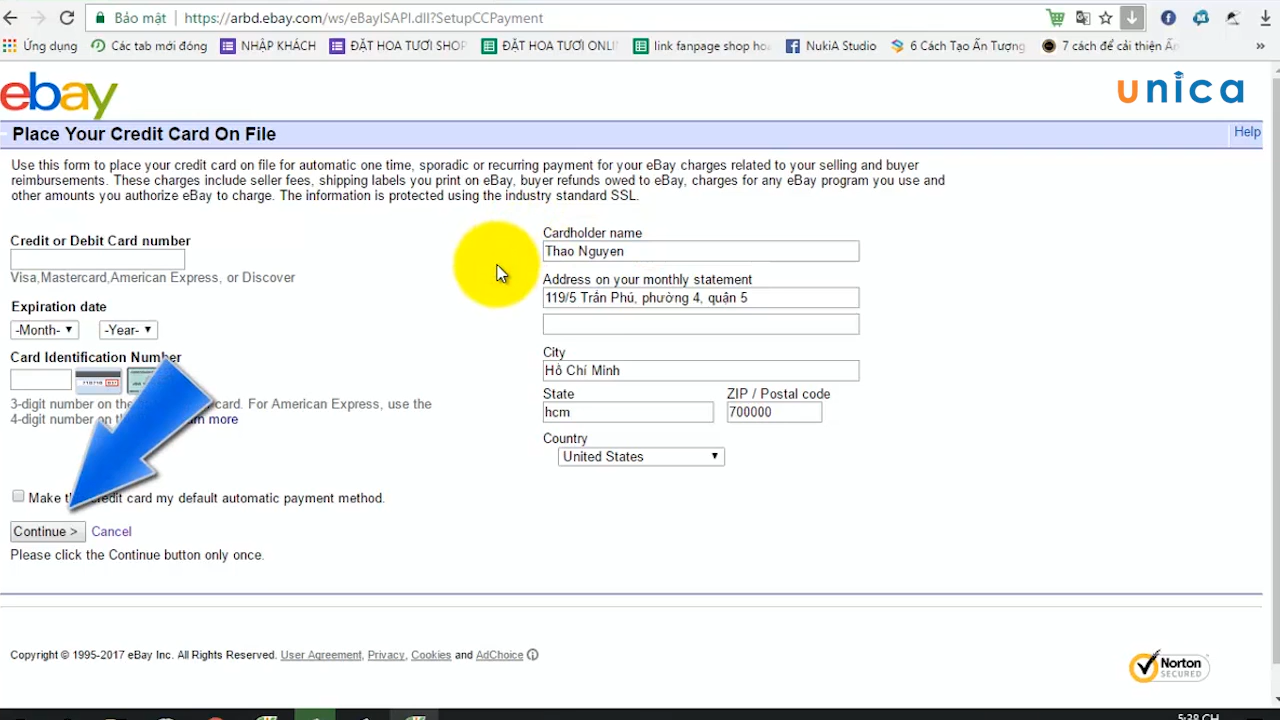 Bảo mật https://arbd.ebay.com/ws/eBayISAPI.dll?SetupCCPayment
Ứng dụng Các tab mới đóng NHẬP KHÁCH ĐẶT HOA TƯƠI SHOP ĐẶT HOA TƯƠI ONLI link fanpage shop ho NukiA Studio 6 Cách Tạo Ấn Tượng 7 cách để cải thiện Ấn »
ebay
unica
Place Your Credit Card On File
Help
Use this form to place your credit card on file for automatic one time, sporadic or recurring payment for your eBay charges related to your selling and buyer
reimbursements. These charges include seller fees, shipping labels you print on eBay, buyer refunds owed to eBay, charges for any eBay program you use and
other amounts you authorize eBay to charge. The information is protected using the industry standard SSL.
Credit or Debit Card number
Visa,Mastercard,American Express, or Discover
Expiration date
-Month- -Year-
Card Identification Number
3-digit number on the card. For American Express, use the
4-digit number on the more
Make credit card my default automatic payment method.
Continue > Cancel
Please click the Continue button only once.
Cardholder name
Thao Nguyen
Address on your monthly statement
119/5 Trần Phú, phường 4, quận 5
City
Hồ Chí Minh
State ZIP / Postal code
hcm 700000
Country
United States
Copyright © 1995-2017 eBay Inc. All Rights Reserved. User Agreement, Privacy, Cookies and AdChoice
Norton
SECURED